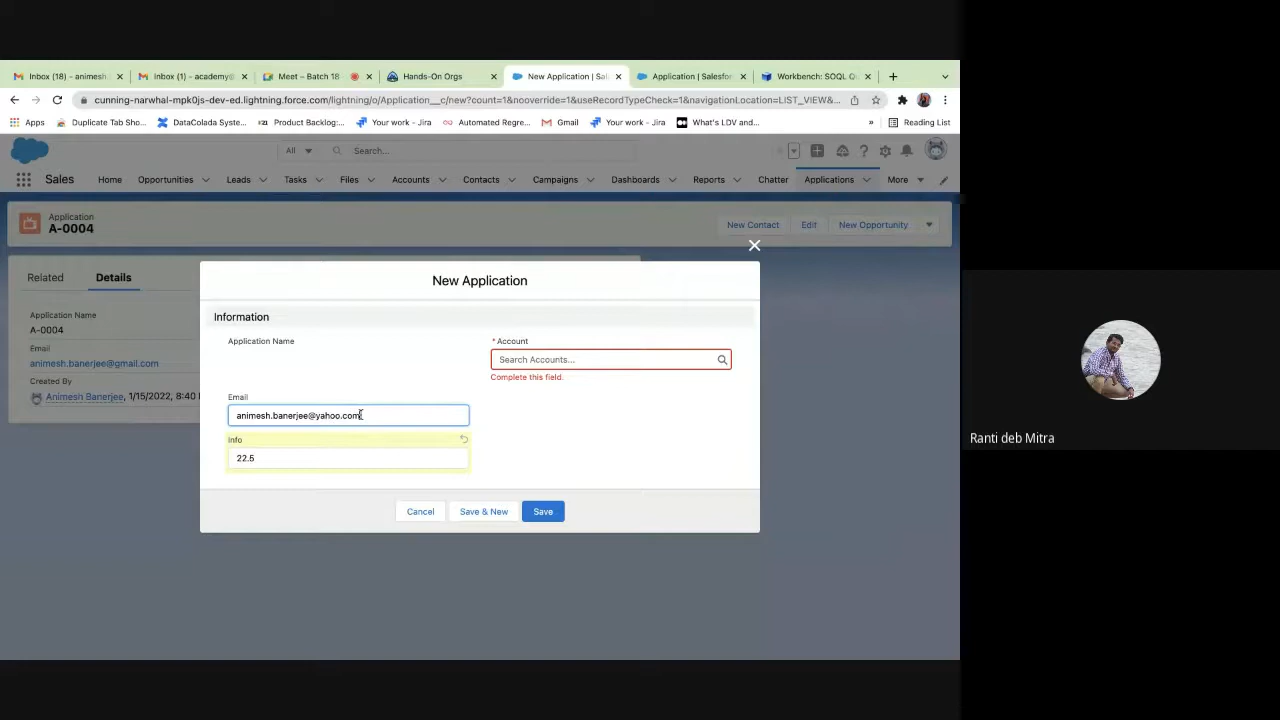 Inbox (18) – animesh.
Inbox (1) – academy@
Meet – Batch 18
Hands-On Orgs
New Application | Sal
Application | Salesfor
Workbench: SOQL Qu
cunning-narwhal-mpk0js-dev-ed.lightning.force.com/lightning/o/Application__c/new?count=1&nooverride=1&useRecordTypeCheck=1&navigationLocation=LIST_VIEW&...
Apps
Duplicate Tab Sho...
DataColada Syste...
Product Backlog:...
Your work - Jira
Automated Regre...
Gmail
Your work - Jira
What's LDV and...
»
Reading List
All
Search...
Sales
Home
Opportunities
Leads
Tasks
Files
Accounts
Contacts
Campaigns
Dashboards
Reports
Chatter
Applications
More
Application
A-0004
New Contact
Edit
New Opportunity
Related
Details
Application Name
A-0004
Email
animesh.banerjee@gmail.com
Created By
Animesh Banerjee, 1/15/2022, 8:40
New Application
Information
Application Name
* Account
Search Accounts...
Complete this field.
Email
animesh.banerjee@yahoo.com
Info
22.5
Cancel
Save & New
Save
Ranti deb Mitra